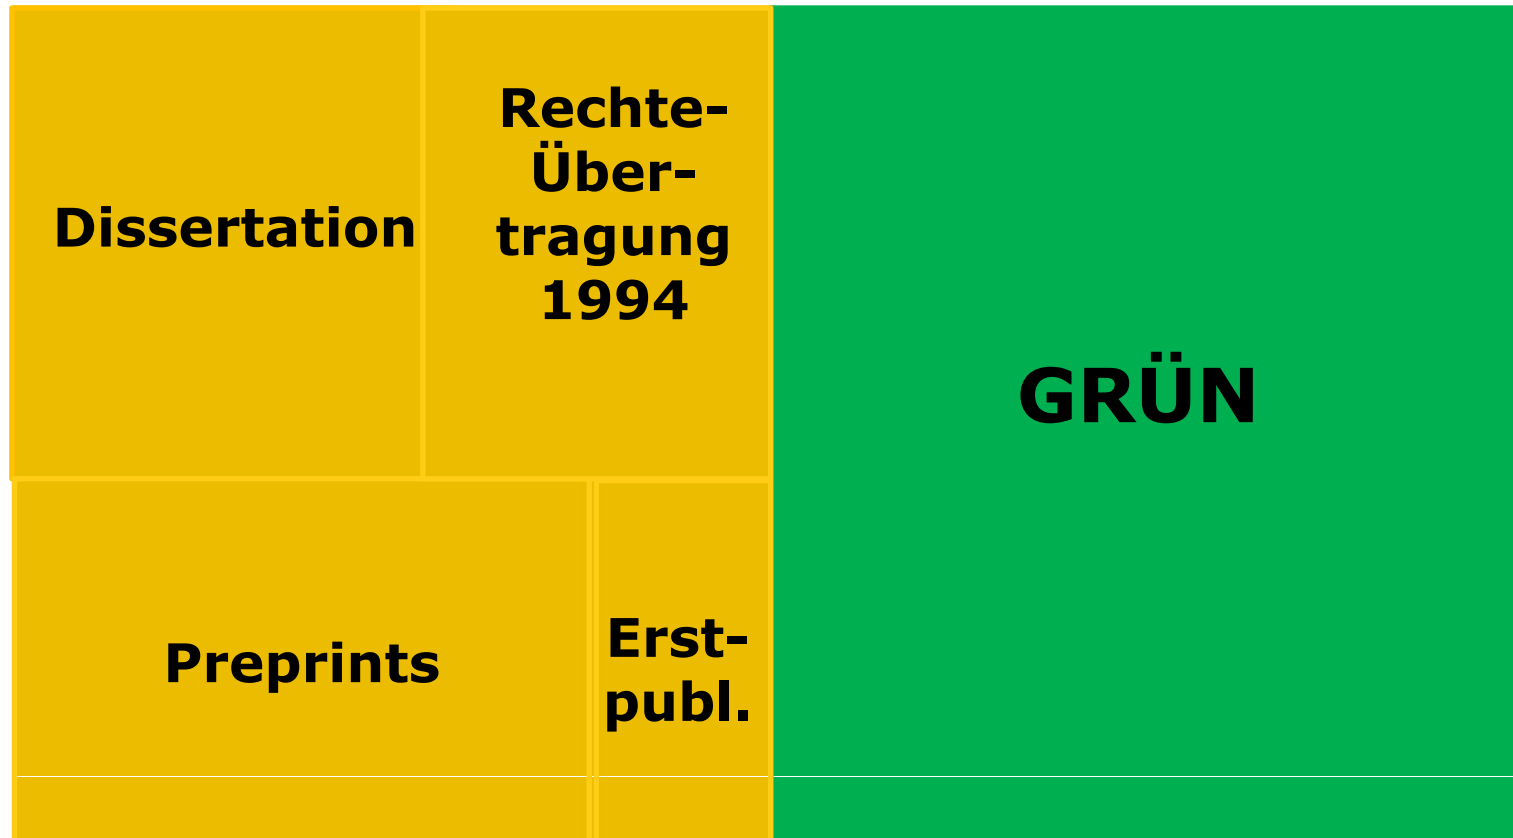 Dissertation
Rechte-
Über-
tragung
1994
GRÜN
Preprints
Erst-
publ.